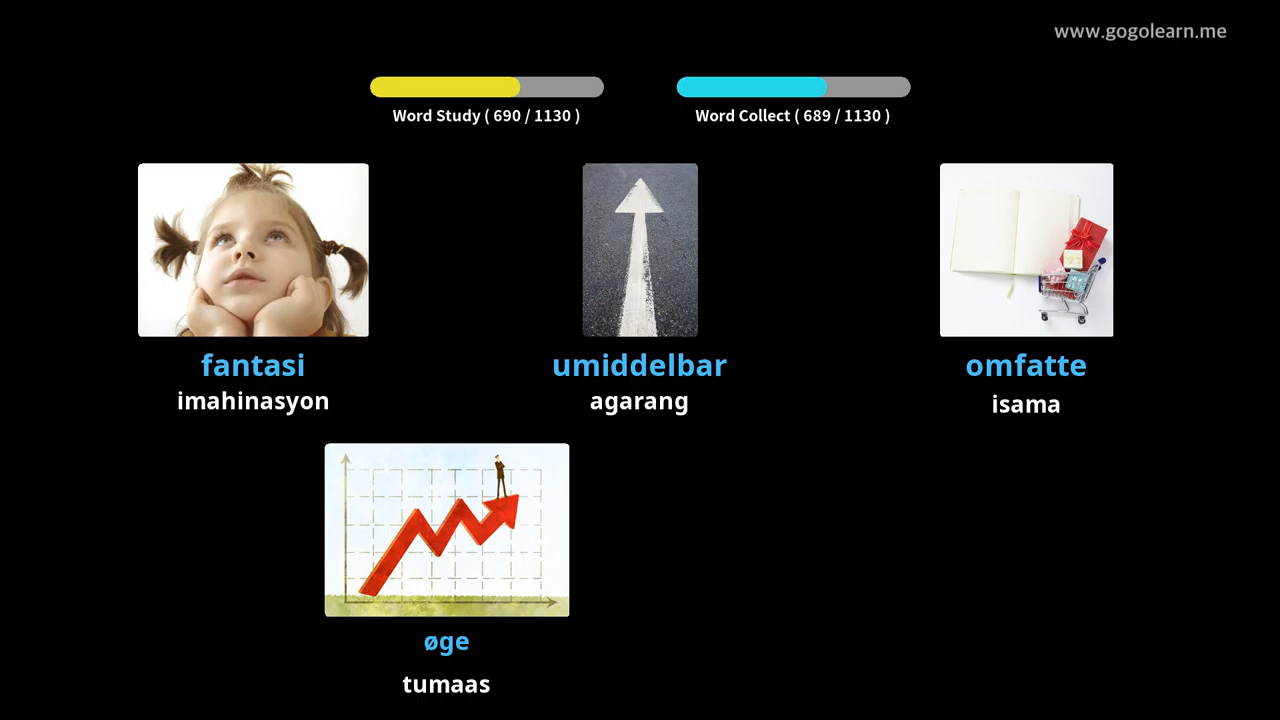 www.gogolearn.me
Word Study ( 690 / 1130 )
Word Collect ( 689 / 1130 )
fantasi
imahinasyon
umiddelbar
agarang
omfatte
isama
øge
tumaas